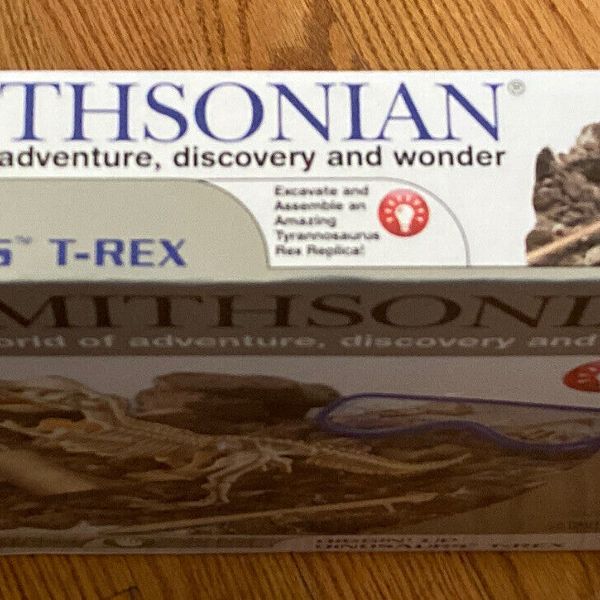 THSONIAN®
adventure, discovery and wonder
Excavate and
Assemble an
Amazing
Tyrannosaurus
Rex Replica!
G™ T-REX
MITHSONI
orld of adventure, discovery and